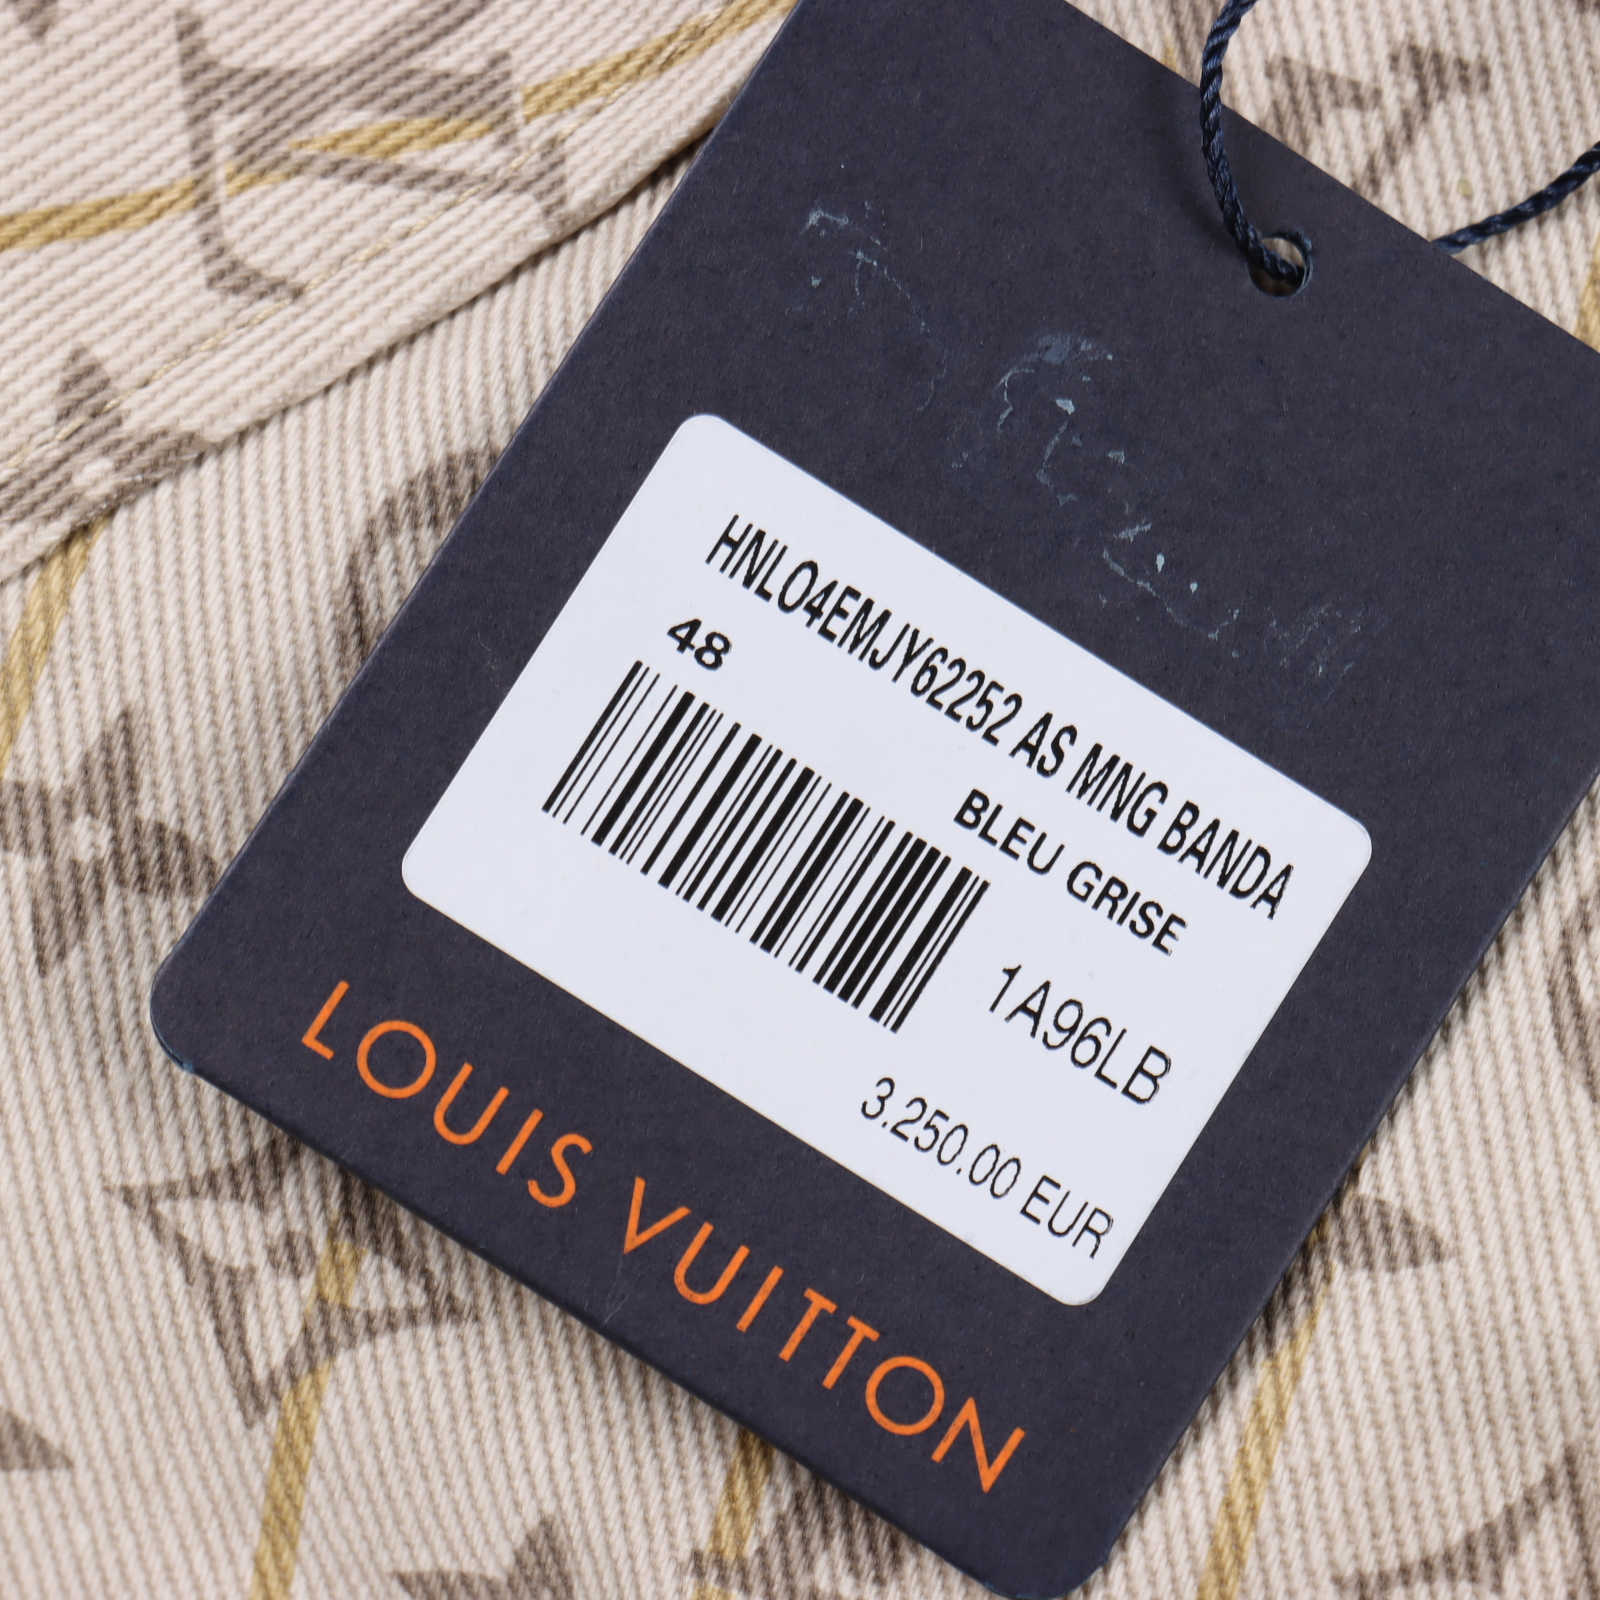 HNL04EMJY62252 AS MNG BANDA
48
BLEU GRISE
1A96LB
3.250.00 EUR
LOUIS VUITTON